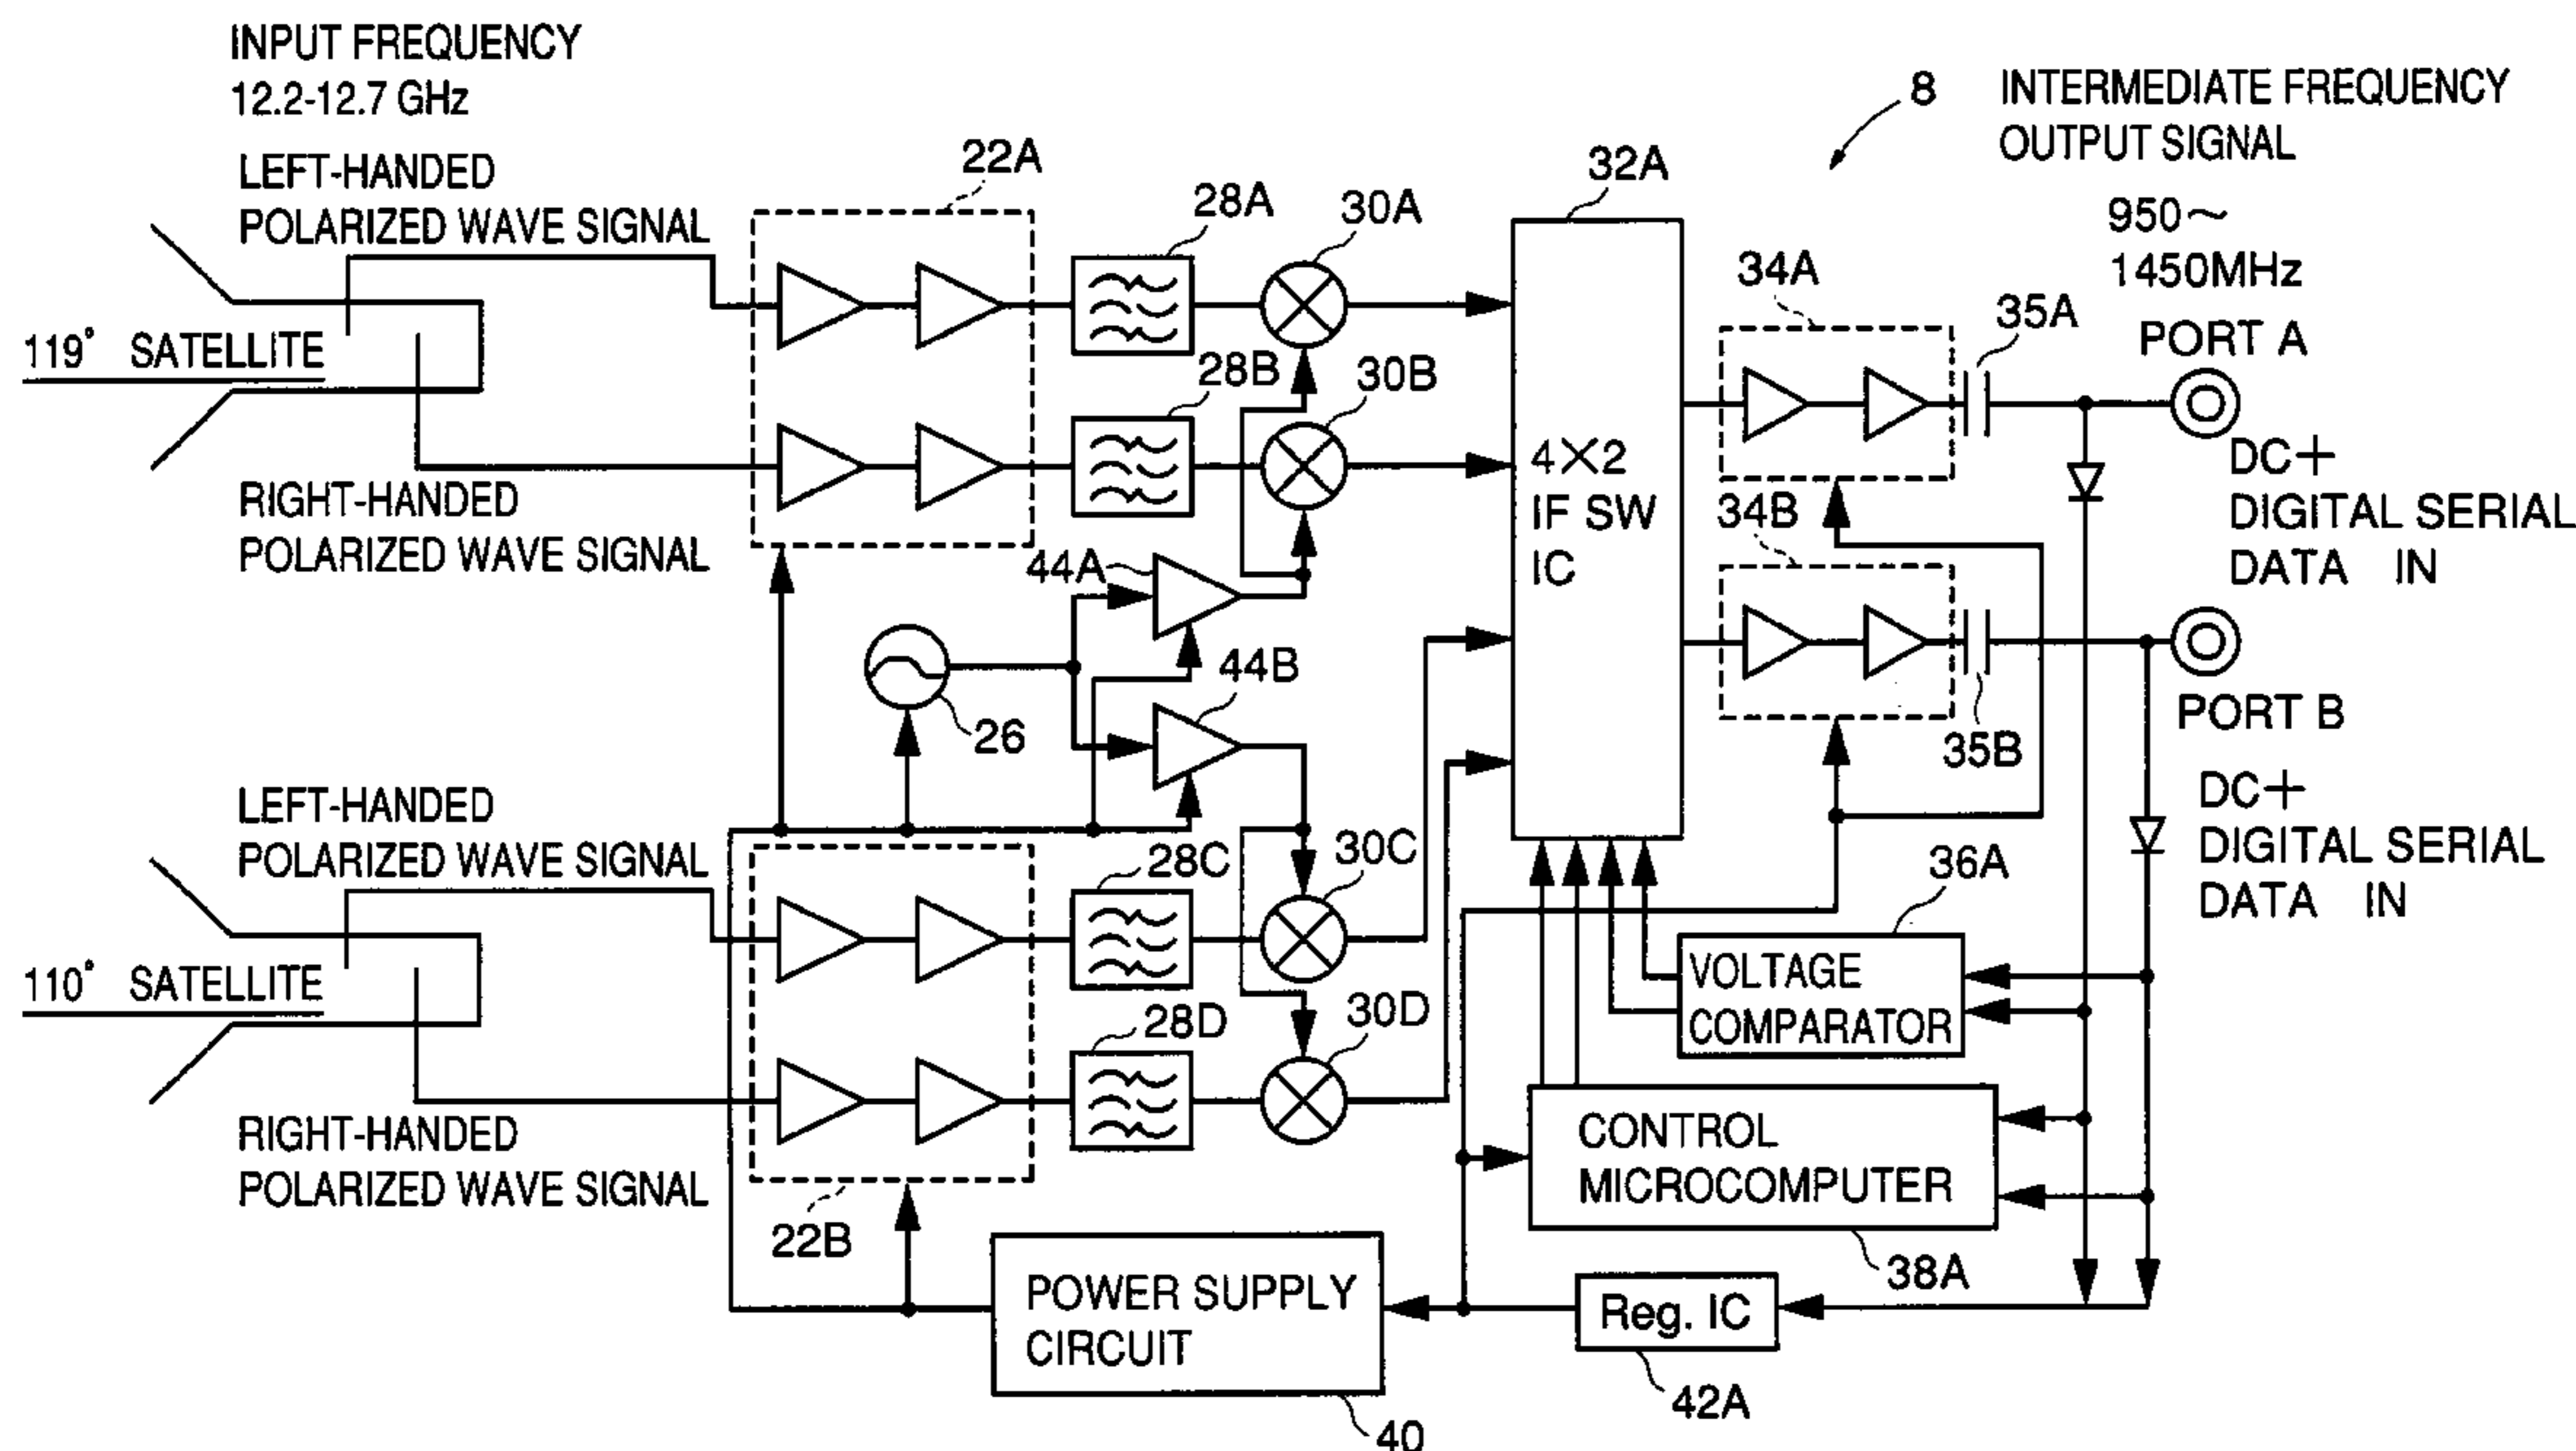 INPUT FREQUENCY
12.2-12.7 GHz
LEFT-HANDED
POLARIZED WAVE SIGNAL
119° SATELLITE
RIGHT-HANDED
POLARIZED WAVE SIGNAL
22A
28A
30A
28B
30B
44A
44B
26
32A
4×2
IF SW
IC
8
INTERMEDIATE FREQUENCY
OUTPUT SIGNAL
950～
1450MHz
34A
35A
PORT A
DC+
DIGITAL SERIAL
DATA IN
34B
35B
PORT B
DC+
DIGITAL SERIAL
DATA IN
LEFT-HANDED
POLARIZED WAVE SIGNAL
110° SATELLITE
RIGHT-HANDED
POLARIZED WAVE SIGNAL
22B
28C
30C
28D
30D
36A
VOLTAGE
COMPARATOR
CONTROL
MICROCOMPUTER
38A
POWER SUPPLY
CIRCUIT
40
Reg. IC
42A